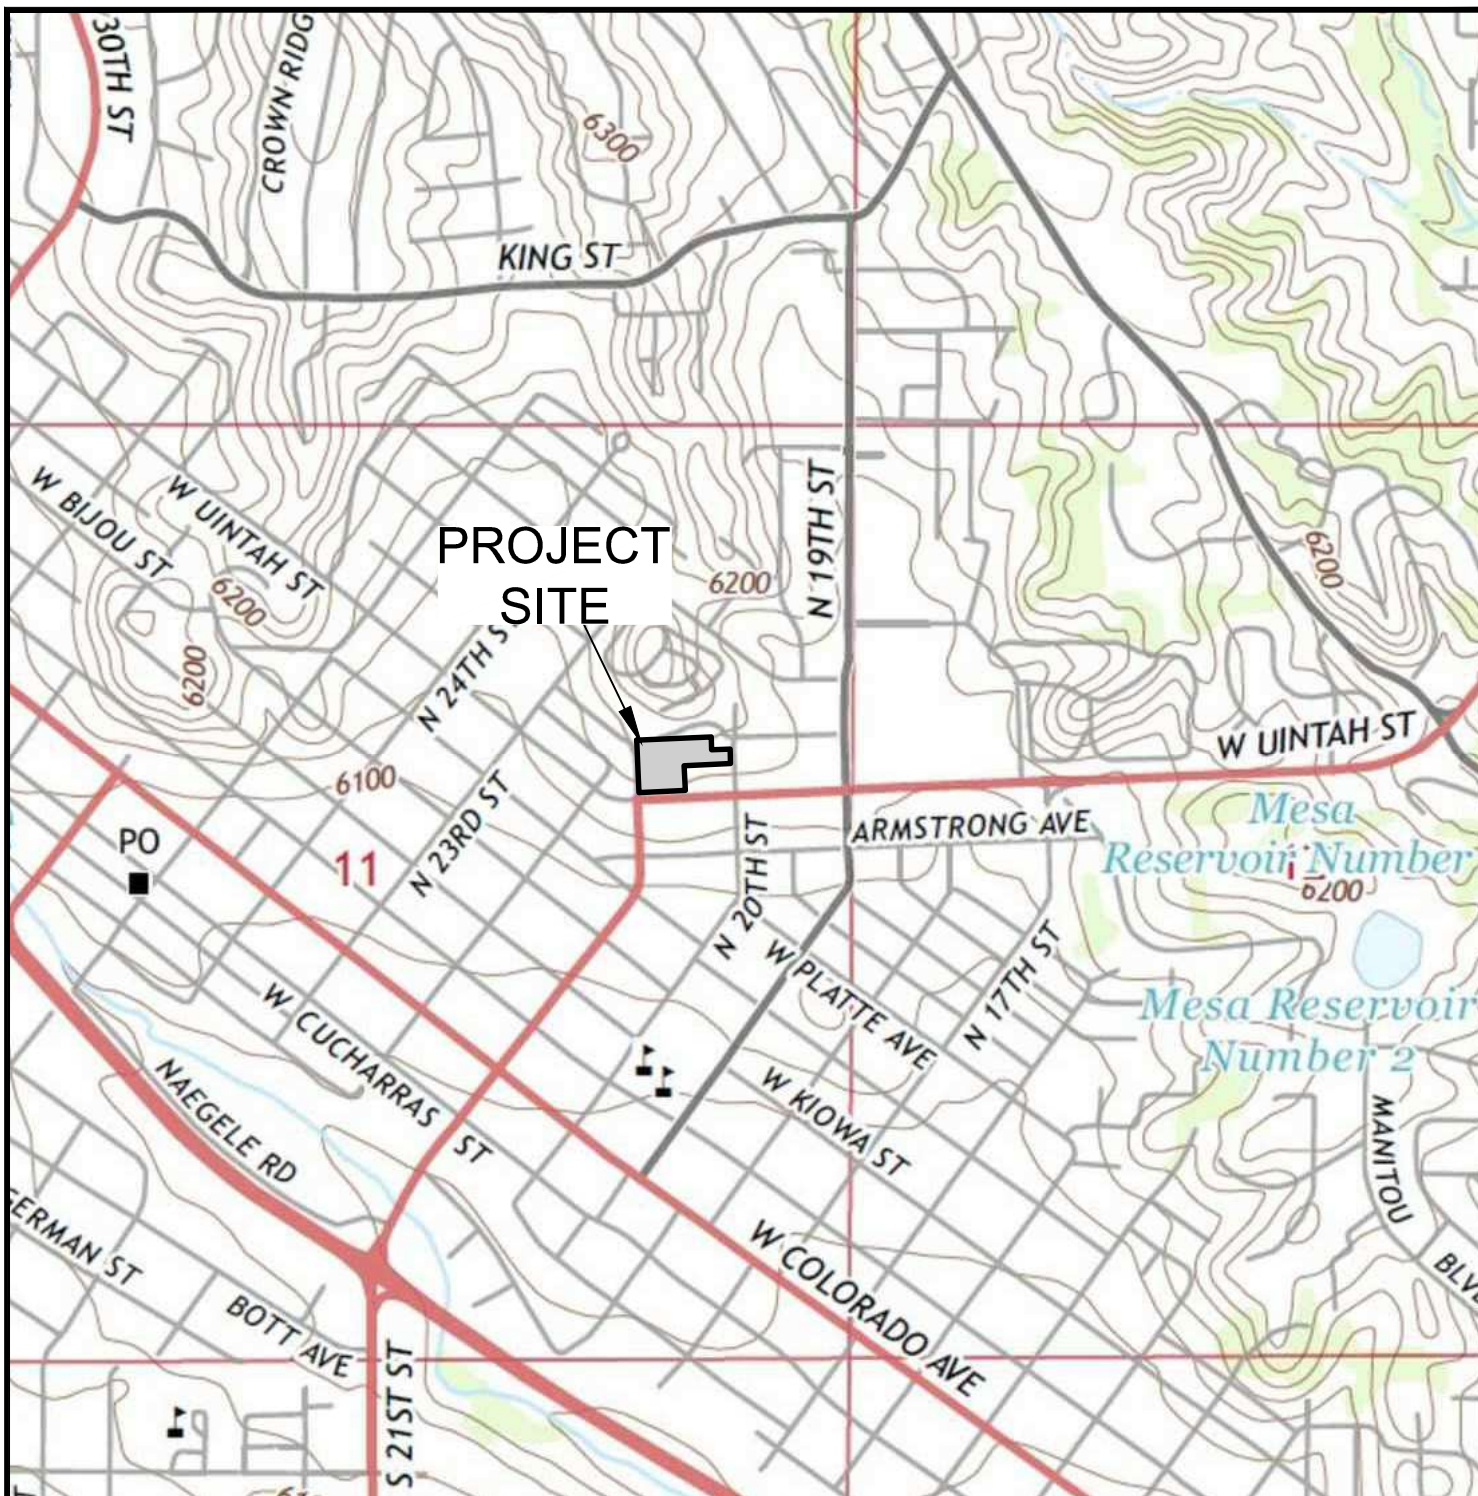 30TH ST
CROWN RIDG
6300
KING ST
W BIJOU ST
W UINTAH ST
N 19TH ST
PROJECT
SITE
6200
6200
6200
6200
N 24TH S
W UINTAH ST
6100
N 23RD ST
Mesa
Reservoir Number
6200
ARMSTRONG AVE
PO
11
N 20TH ST
W PLATTE AVE
N 17TH ST
Mesa Reservoir
Number 2
W CUCHARRAS ST
NAEGELE RD
W KIOWA ST
MANITOU
BLV
ERMAN ST
BOTT AVE
W COLORADO AVE
S 21ST ST